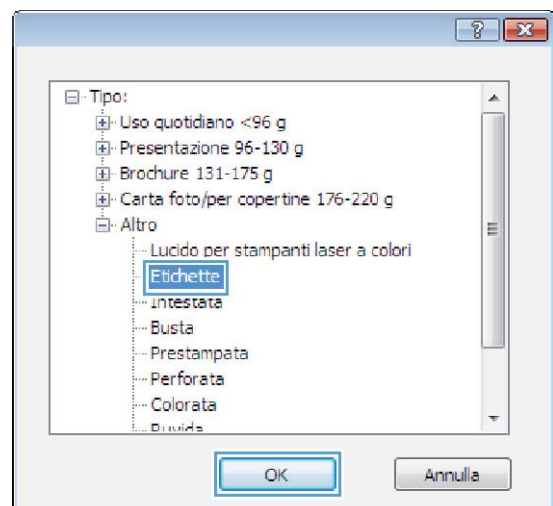 Tipo:
Uso quotidiano <96 g
Presentazione 96-130 g
Brochure 131-175 g
Carta foto/per copertine 176-220 g
Altro
Lucido per stampanti laser a colori
Etichette
Intestata
Busta
Prestampata
Perforata
Colorata
Ruvida
OK Annulla